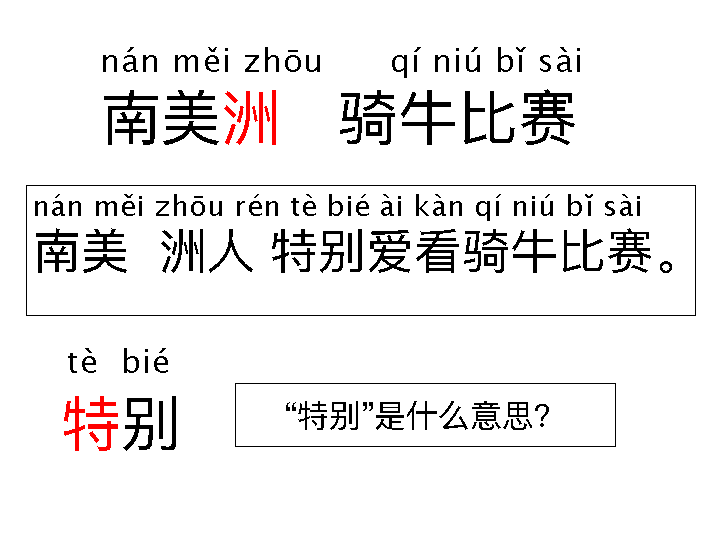 nán měi zhōu qí niú bǐ sài
南美洲 骑牛比赛
nán měi zhōu rén tè bié ài kàn qí niú bǐ sài
南美 洲人 特别爱看骑牛比赛。
tè bié
特别
“特别”是什么意思?